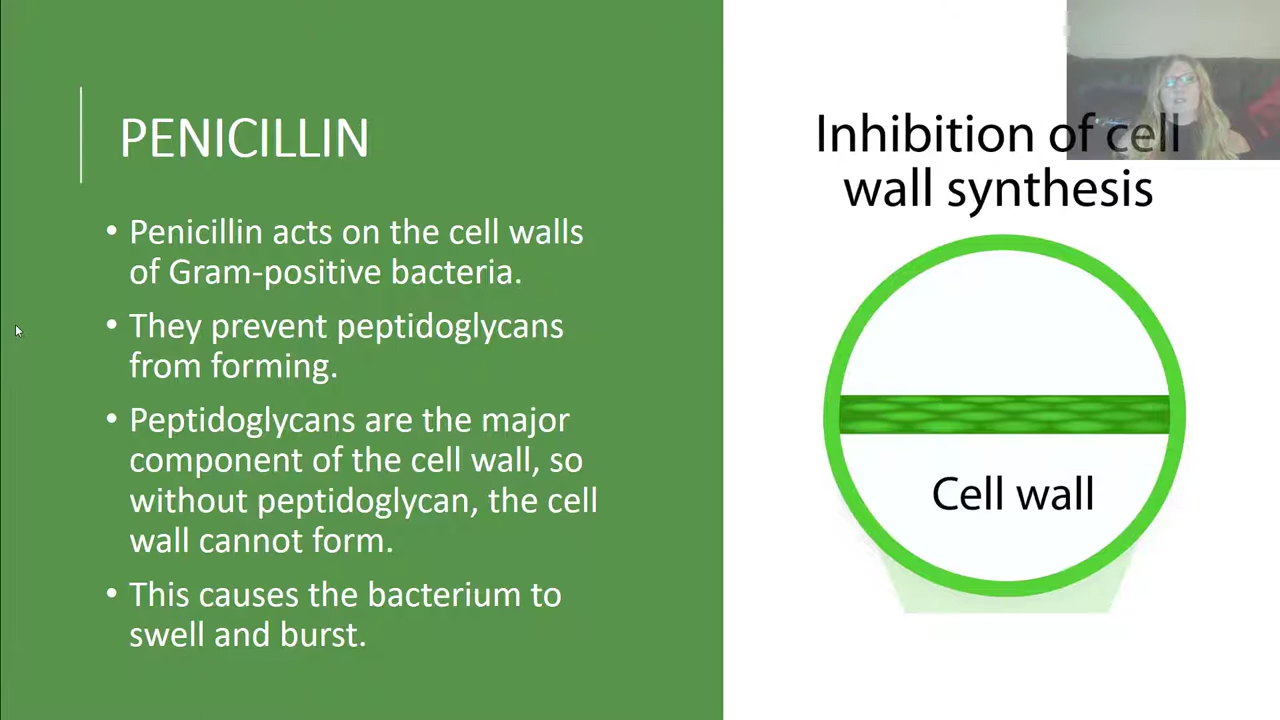 PENICILLIN
• Penicillin acts on the cell walls
of Gram-positive bacteria.
• They prevent peptidoglycans
from forming.
• Peptidoglycans are the major
component of the cell wall, so
without peptidoglycan, the cell
wall cannot form.
• This causes the bacterium to
swell and burst.
Inhibition of cell
wall synthesis
Cell wall